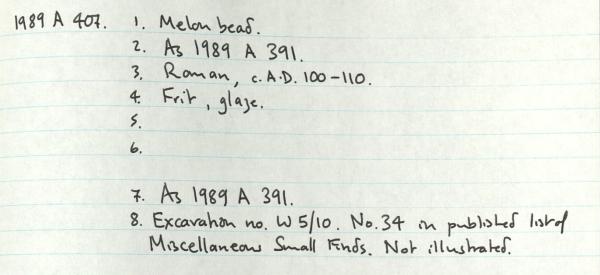 1989 A 407. 1. Melon bead.
2. As 1989 A 391.
3. Roman, c. A.D. 100-110.
4. Frit, glaze.
5.
6.
7. As 1989 A 391.
8. Excavation no. W 5/10. No. 34 in published list of
Miscellaneous Small Finds. Not illustrated.